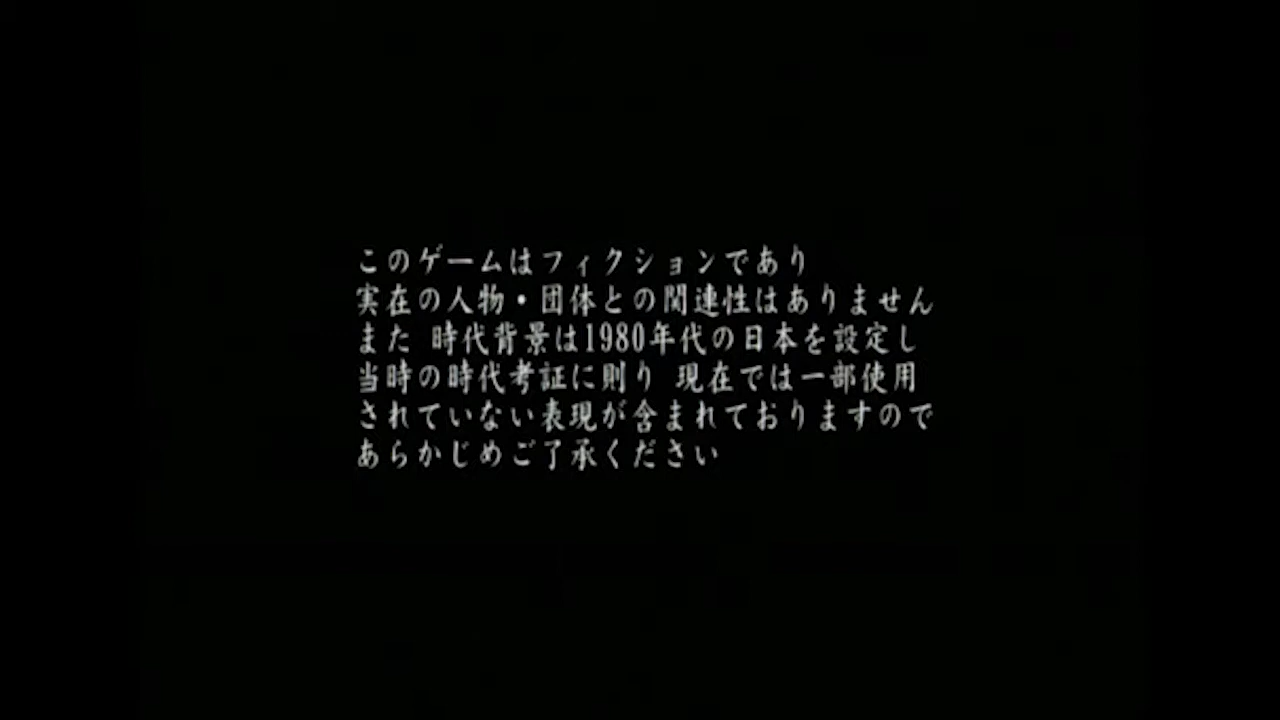 このゲームはフィクションであり
実在の人物・団体との関連性はありません
また 時代背景は1980年代の日本を設定し
当時の時代考証に則り 現在では一部使用
されていない表現が含まれておりますので
あらかじめご了承ください